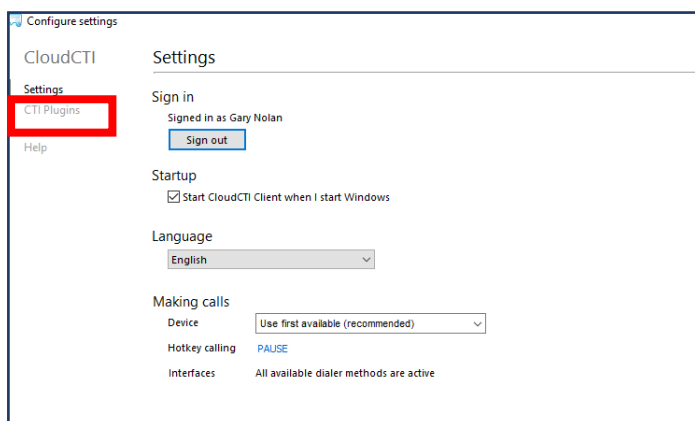 Configure settings
CloudCTI
Settings
Settings
CTI Plugins
Help
Sign in
Signed in as Gary Nolan
Sign out
Startup
Start CloudCTI Client when I start Windows
Language
English
Making calls
Device Use first available (recommended)
Hotkey calling PAUSE
Interfaces All available dialer methods are active